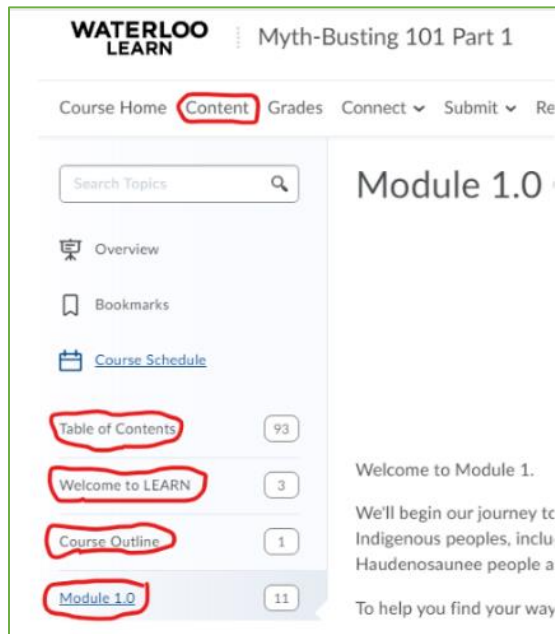 WATERLOO
LEARN
Myth-Busting 101 Part 1
Course Home Content Grades Connect Submit
Search Topics
Module 1.0
Overview
Bookmarks
Course Schedule
Table of Contents 93
Welcome to LEARN 3
Course Outline 1
Module 1.0 11
Welcome to Module 1.
We'll begin our journey
Indigenous peoples,
Haudenosaunee people
To help you find your way